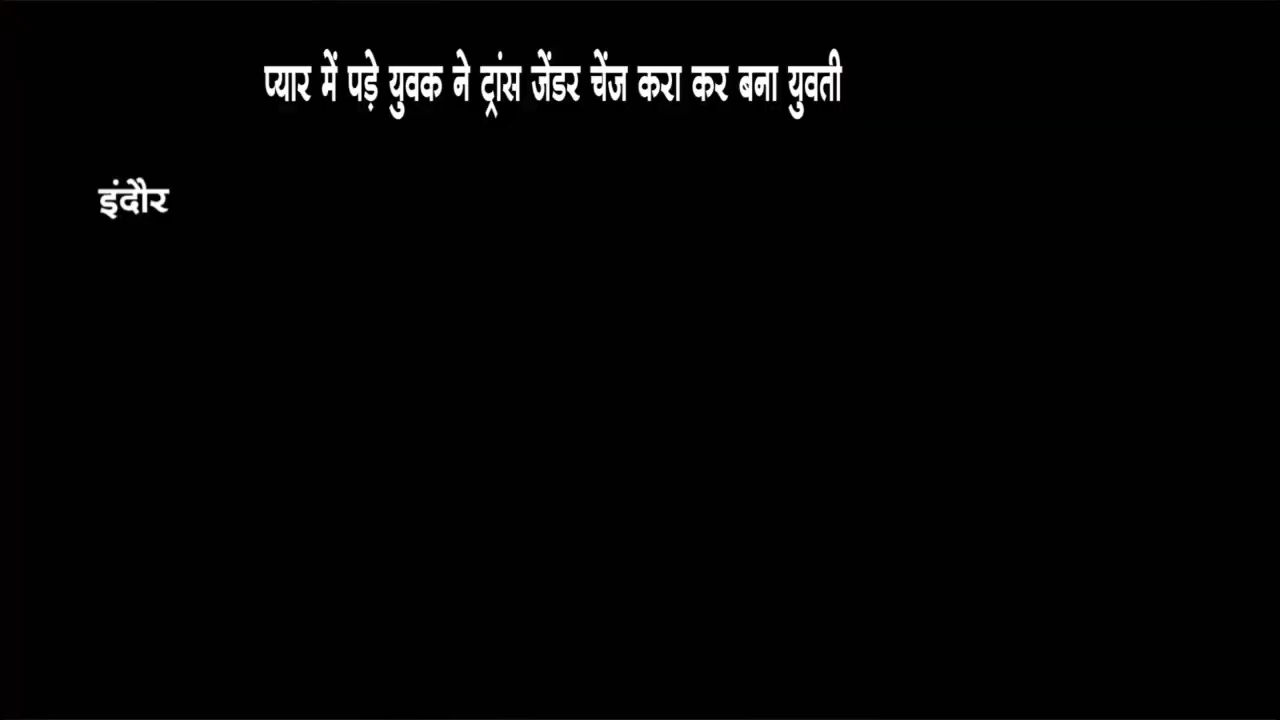 प्यार में पड़े युवक ने ट्रांस जेंडर चेंज करा कर बना युवती
इंदौर